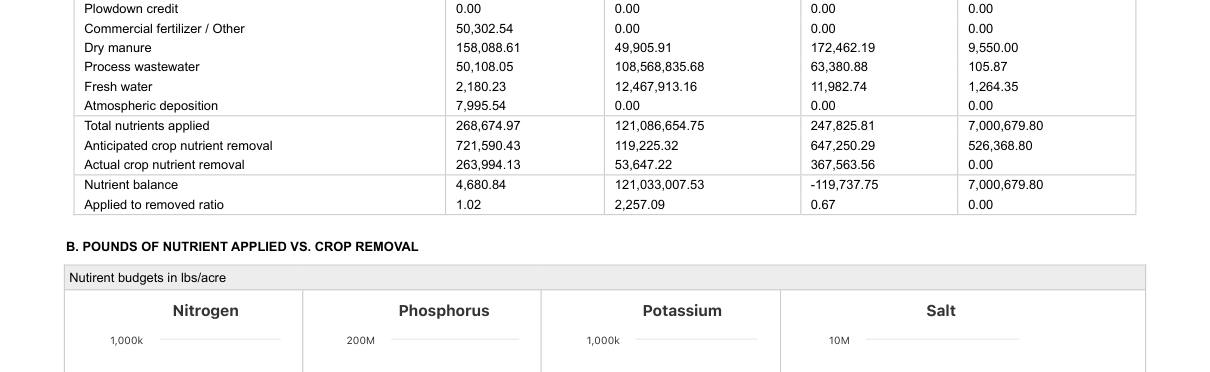 Plowdown credit 0.00 0.00 0.00 0.00
Commercial fertilizer / Other 50,302.54 0.00 0.00 0.00
Dry manure 158,088.61 49,905.91 172,462.19 9,550.00
Process wastewater 50,108.05 108,568,835.68 63,380.88 105.87
Fresh water 2,180.23 12,467,913.16 11,982.74 1,264.35
Atmospheric deposition 7,995.54 0.00 0.00 0.00
Total nutrients applied 268,674.97 121,086,654.75 247,825.81 7,000,679.80
Anticipated crop nutrient removal 721,590.43 119,225.32 647,250.29 526,368.80
Actual crop nutrient removal 263,994.13 53,647.22 367,563.56 0.00
Nutrient balance 4,680.84 121,033,007.53 -119,737.75 7,000,679.80
Applied to removed ratio 1.02 2,257.09 0.67 0.00
B. POUNDS OF NUTRIENT APPLIED VS. CROP REMOVAL
Nutirent budgets in lbs/acre
Nitrogen Phosphorus Potassium Salt
1,000k 200M 1,000k 10M